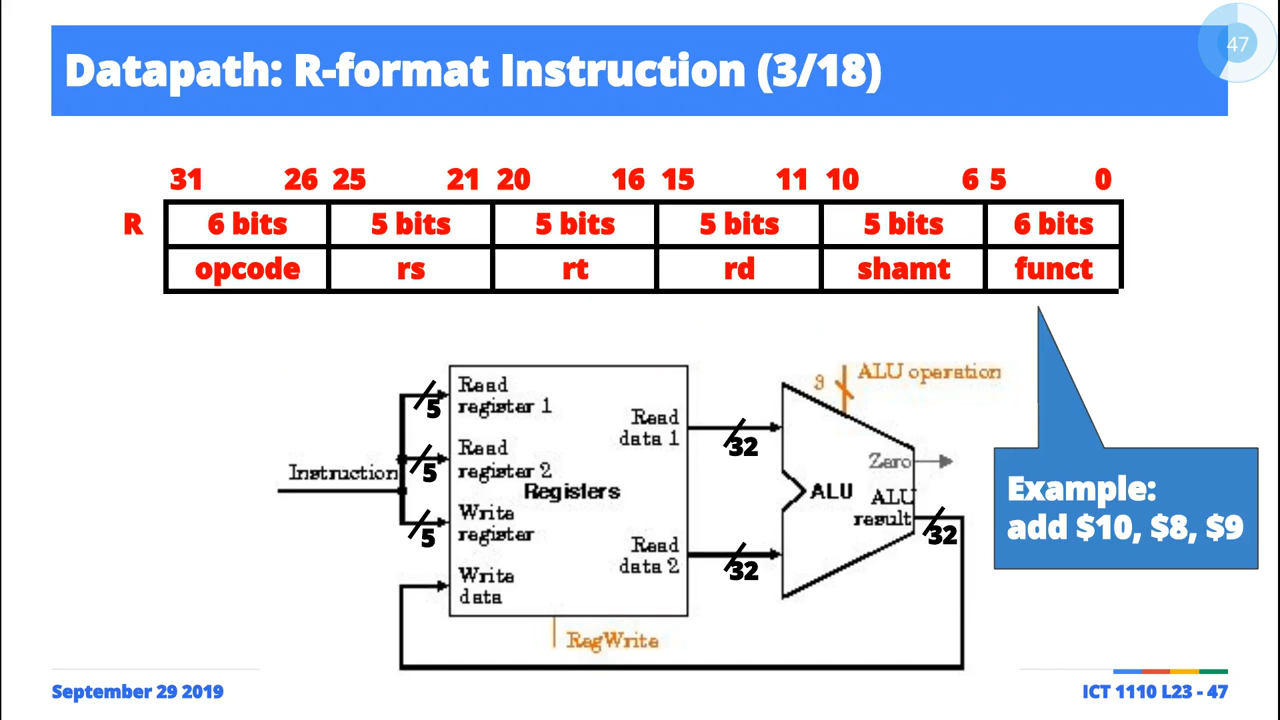 47
Datapath: R-format Instruction (3/18)
31 26 25 21 20 16 15 11 10 6 5 0
R 6 bits 5 bits 5 bits 5 bits 5 bits 6 bits
opcode rs rt rd shamt funct
Instruction
5
5
5
Read
register 1
Read
register 2
Write
register
Write
data
Registers
Read
data 1
Read
data 2
RegWrite
32
32
3
ALU operation
Zero
ALU
ALU
result
32
Example:
add $10, $8, $9
September 29 2019
ICT 1110 L23 - 47